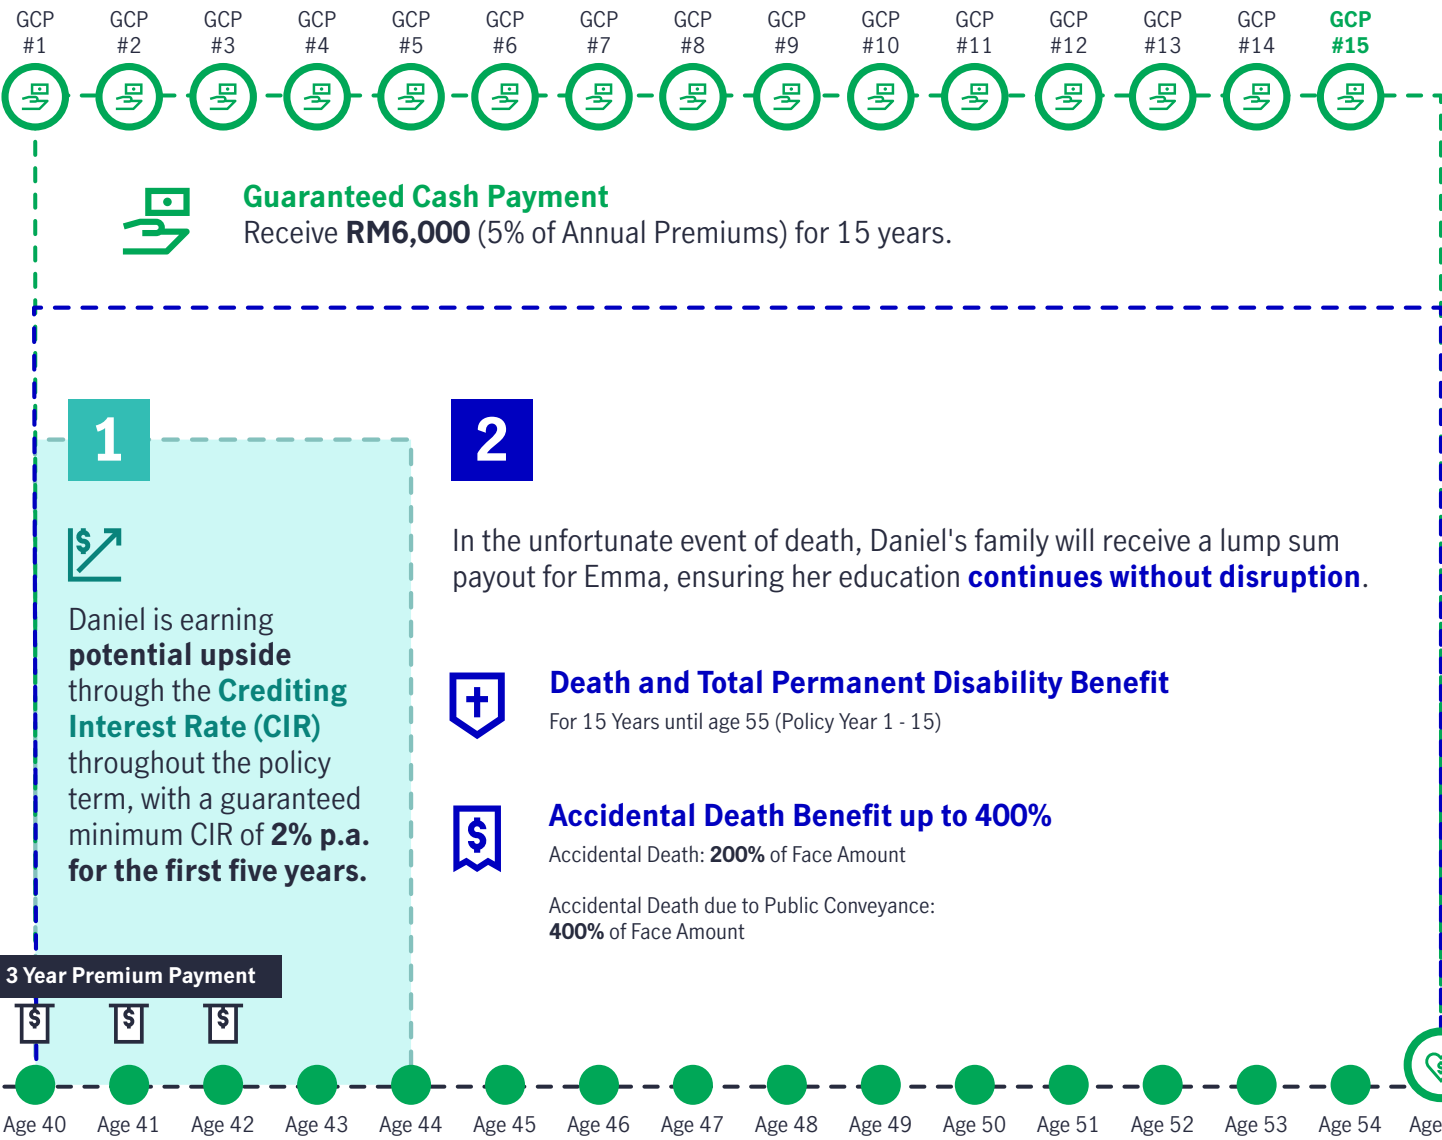 GCP #1 GCP #2 GCP #3 GCP #4 GCP #5 GCP #6 GCP #7 GCP #8 GCP #9 GCP #10 GCP #11 GCP #12 GCP #13 GCP #14 GCP #15
Guaranteed Cash Payment
Receive RM6,000 (5% of Annual Premiums) for 15 years.
1
$
Daniel is earning
potential upside
through the Crediting
Interest Rate (CIR)
throughout the policy
term, with a guaranteed
minimum CIR of 2% p.a.
for the first five years.
2
In the unfortunate event of death, Daniel's family will receive a lump sum
payout for Emma, ensuring her education continues without disruption.
Death and Total Permanent Disability Benefit
For 15 Years until age 55 (Policy Year 1 - 15)
$
Accidental Death Benefit up to 400%
Accidental Death: 200% of Face Amount
Accidental Death due to Public Conveyance:
400% of Face Amount
3 Year Premium Payment
$ $ $
Age 40 Age 41 Age 42 Age 43 Age 44 Age 45 Age 46 Age 47 Age 48 Age 49 Age 50 Age 51 Age 52 Age 53 Age 54 Age